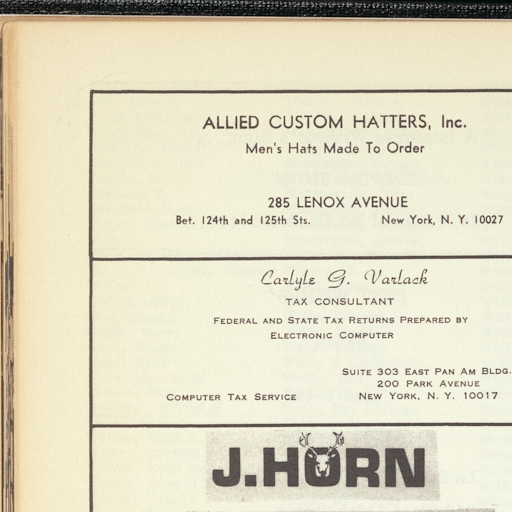 ALLIED CUSTOM HATTERS, Inc.
Men's Hats Made To Order
285 LENOX AVENUE
Bet. 124th and 125th Sts. New York, N. Y. 10027
Carlyle G. Varlack
TAX CONSULTANT
FEDERAL AND STATE TAX RETURNS PREPARED BY
ELECTRONIC COMPUTER
SUITE 303 EAST PAN AM BLDG.
200 PARK AVENUE
COMPUTER TAX SERVICE NEW YORK, N. Y. 10017
J.HORN